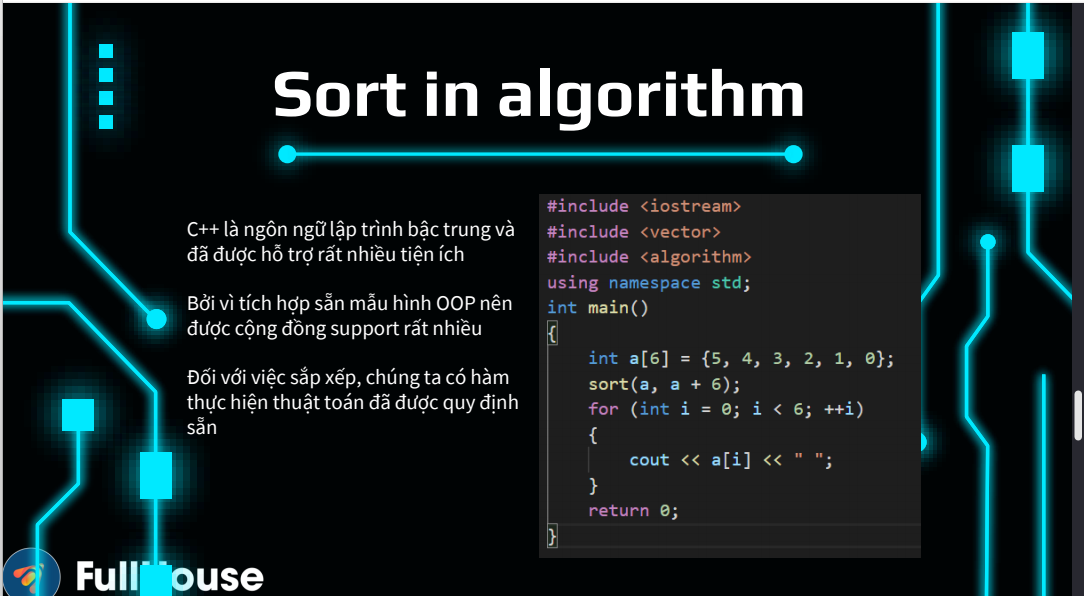 Sort in algorithm
C++ là ngôn ngữ lập trình bậc trung và
đã được hỗ trợ rất nhiều tiện ích
Bởi vì tích hợp sẵn mẫu hình OOP nên
được cộng đồng support rất nhiều
Đối với việc sắp xếp, chúng ta có hàm
thực hiện thuật toán đã được quy định
sẵn
#include <iostream>
#include <vector>
#include <algorithm>
using namespace std;
int main()
{
    int a[6] = {5, 4, 3, 2, 1, 0};
    sort(a, a + 6);
    for (int i = 0; i < 6; ++i)
    {
        cout << a[i] << " ";
    }
    return 0;
}
FullHouse